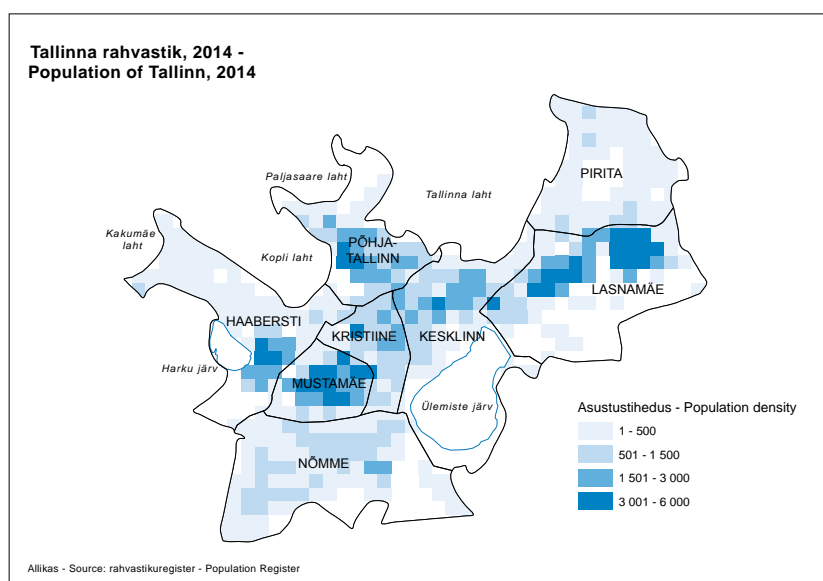 Tallinna rahvastik, 2014 -
Population of Tallinn, 2014
PIRITA
Paljasaare laht
Tallinna laht
Kakumäe
laht
Kopli laht
PÕHJA-
TALLINN
LASNAMÄE
HAABERSTI
KRISTIINE
KESKLINN
Harku järv
MUSTAMÄE
Ülemiste järv
NÕMME
Asustustihedus - Population density
1 - 500
501 - 1 500
1 501 - 3 000
3 001 - 6 000
Allikas - Source: rahvastikuregister - Population Register